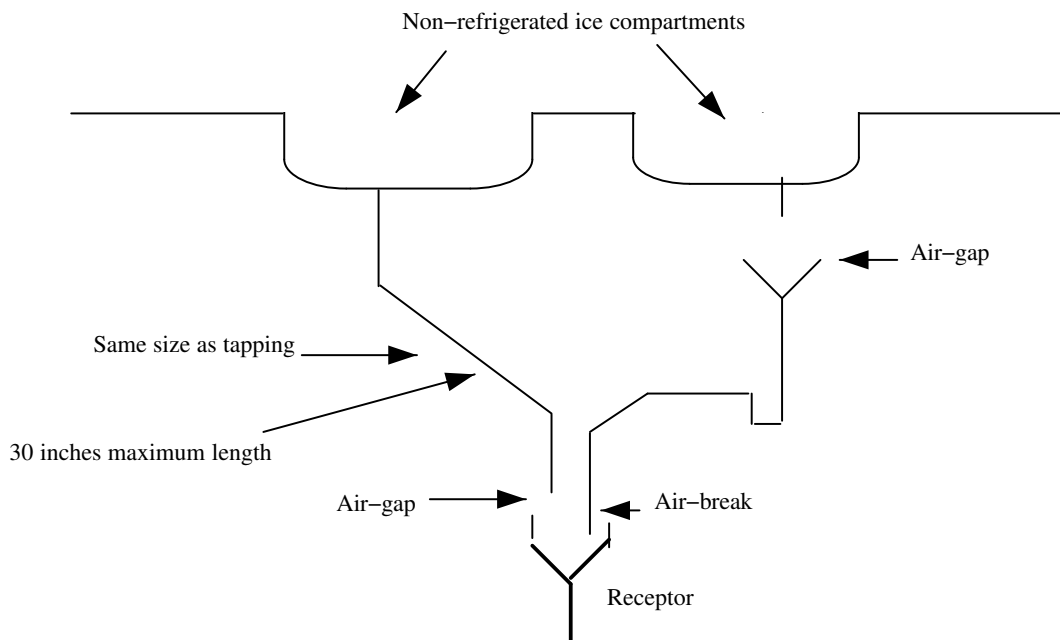 Non−refrigerated ice compartments
Air−gap
Same size as tapping
30 inches maximum length
Air−gap
Air−break
Receptor